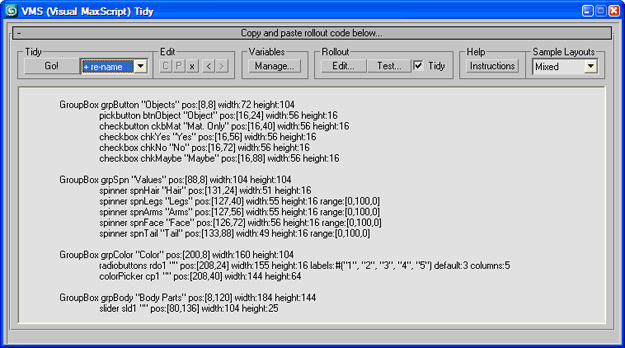 VMS (Visual MaxScript) Tidy
- Copy and paste rollout code below...
Tidy Edit Variables Rollout Help Sample Layouts
Go! + re-name C P x < > Manage... Edit... Test... Tidy Instructions Mixed
GroupBox grpButton "Objects" pos:[8,8] width:72 height:104
pickbutton btnObject "Object" pos:[16,24] width:56 height:16
checkbutton ckbMat "Mat. Only" pos:[16,40] width:56 height:16
checkbox chkYes "Yes" pos:[16,56] width:56 height:16
checkbox chkNo "No" pos:[16,72] width:56 height:16
checkbox chkMaybe "Maybe" pos:[16,88] width:56 height:16
GroupBox grpSpn "Values" pos:[88,8] width:104 height:104
spinner spnHair "Hair" pos:[131,24] width:51 height:16
spinner spnLegs "Legs" pos:[127,40] width:55 height:16 range:[0,100,0]
spinner spnArms "Arms" pos:[127,56] width:55 height:16 range:[0,100,0]
spinner spnFace "Face" pos:[126,72] width:56 height:16 range:[0,100,0]
spinner spnTail "Tail" pos:[133,88] width:49 height:16 range:[0,100,0]
GroupBox grpColor "Color" pos:[200,8] width:160 height:104
radiobuttons rdo1 "" pos:[208,24] width:155 height:16 labels:#("1", "2", "3", "4", "5") default:3 columns:5
colorPicker cp1 "" pos:[208,40] width:144 height:64
GroupBox grpBody "Body Parts" pos:[8,120] width:184 height:144
slider sld1 "" pos:[80,136] width:104 height:25